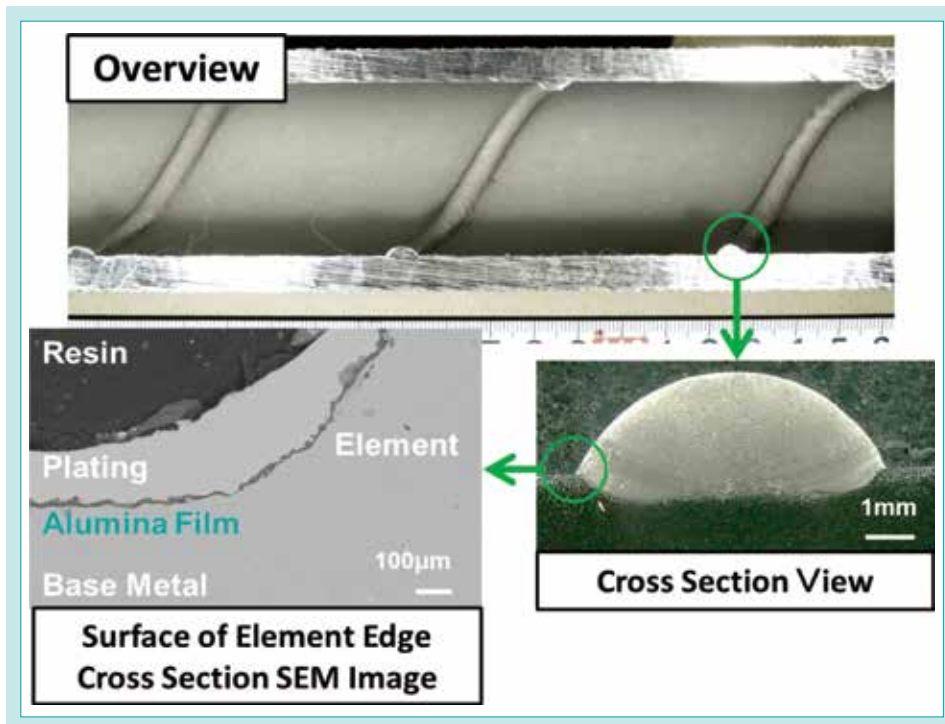 Overview
Resin
Plating
Element
Alumina Film
100μm
Base Metal
1mm
Cross Section View
Surface of Element Edge
Cross Section SEM Image